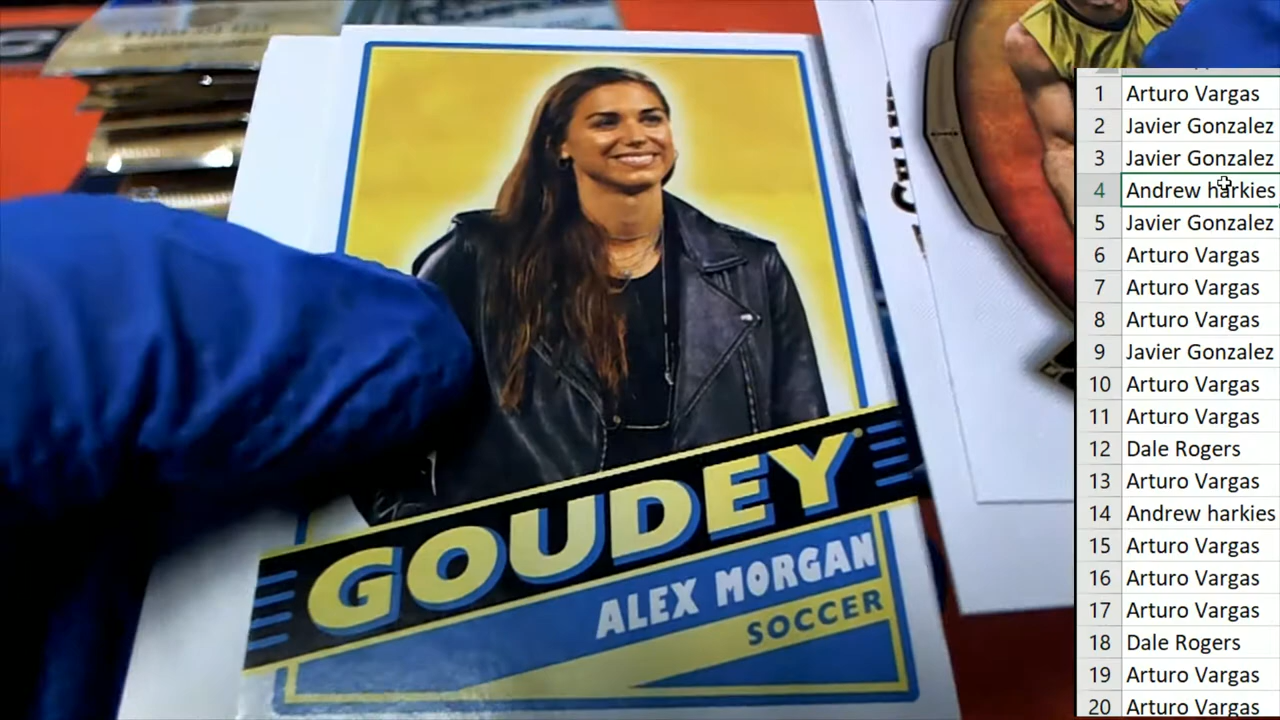 GOUDEY
ALEX MORGAN
SOCCER
1 Arturo Vargas
2 Javier Gonzalez
3 Javier Gonzalez
4 Andrew harkies
5 Javier Gonzalez
6 Arturo Vargas
7 Arturo Vargas
8 Arturo Vargas
9 Javier Gonzalez
10 Arturo Vargas
11 Arturo Vargas
12 Dale Rogers
13 Arturo Vargas
14 Andrew harkies
15 Arturo Vargas
16 Arturo Vargas
17 Arturo Vargas
18 Dale Rogers
19 Arturo Vargas
20 Arturo Vargas